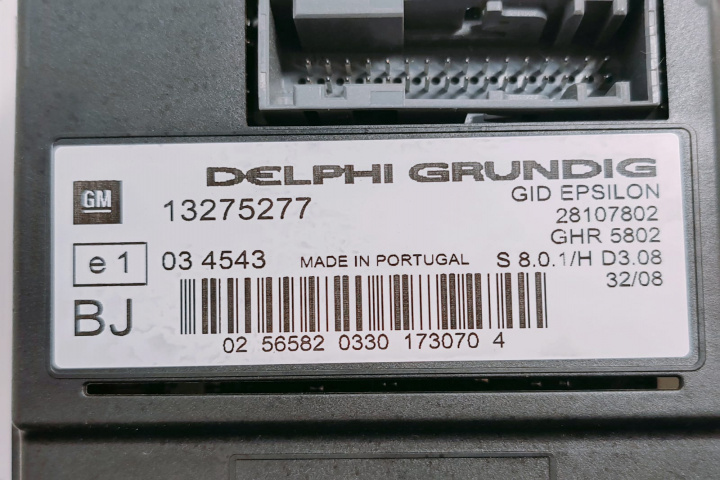 DELPHI GRUNDIG
GM
13275277
GID EPSILON
28107802
GHR 5802
e 1
03 4543
MADE IN PORTUGAL
S 8.0.1/H D3.08
32/08
BJ
02 56582 0330 173070 4